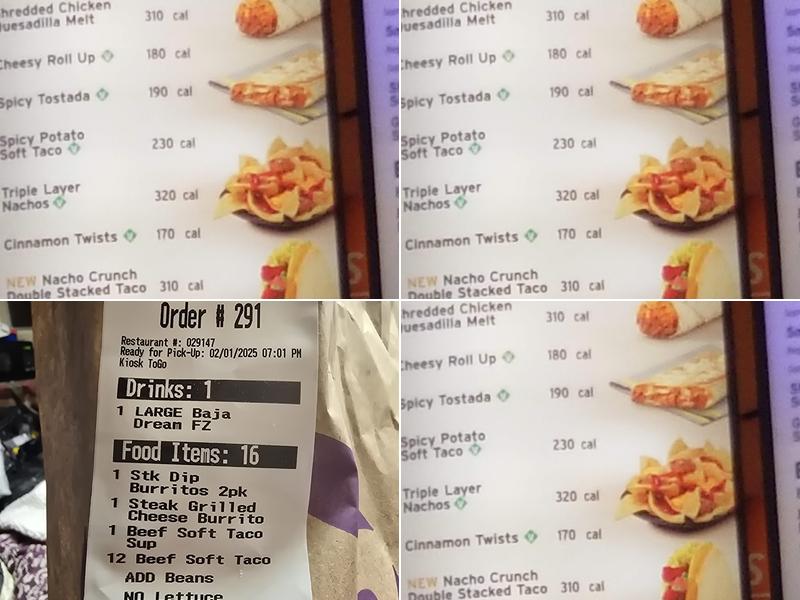 hredded Chicken
uesadilla Melt 310 cal
Cheesy Roll Up 180 cal
Spicy Tostada 190 cal
Spicy Potato
Soft Taco 230 cal
Triple Layer
Nachos 320 cal
Cinnamon Twists 170 cal
NEW Nacho Crunch
Double Stacked Taco 310 cal
hredded Chicken
uesadilla Melt 310 cal
Cheesy Roll Up 180 cal
Spicy Tostada 190 cal
Spicy Potato
Soft Taco 230 cal
Triple Layer
Nachos 320 cal
Cinnamon Twists 170 cal
NEW Nacho Crunch
Double Stacked Taco 310 cal
Order # 291
Restaurant #: 029147
Ready for Pick-Up: 02/01/2025 07:01 PM
Kiosk ToGo
Drinks: 1
1 LARGE Baja
Dream FZ
Food Items: 16
1 Stk Dip
Burritos 2pk
1 Steak Grilled
Cheese Burrito
1 Beef Soft Taco
Sup
12 Beef Soft Taco
ADD Beans
NO Lettuce
hredded Chicken
uesadilla Melt 310 cal
Cheesy Roll Up 180 cal
Spicy Tostada 190 cal
Spicy Potato
Soft Taco 230 cal
Triple Layer
Nachos 320 cal
Cinnamon Twists 170 cal
NEW Nacho Crunch
Double Stacked Taco 310 cal